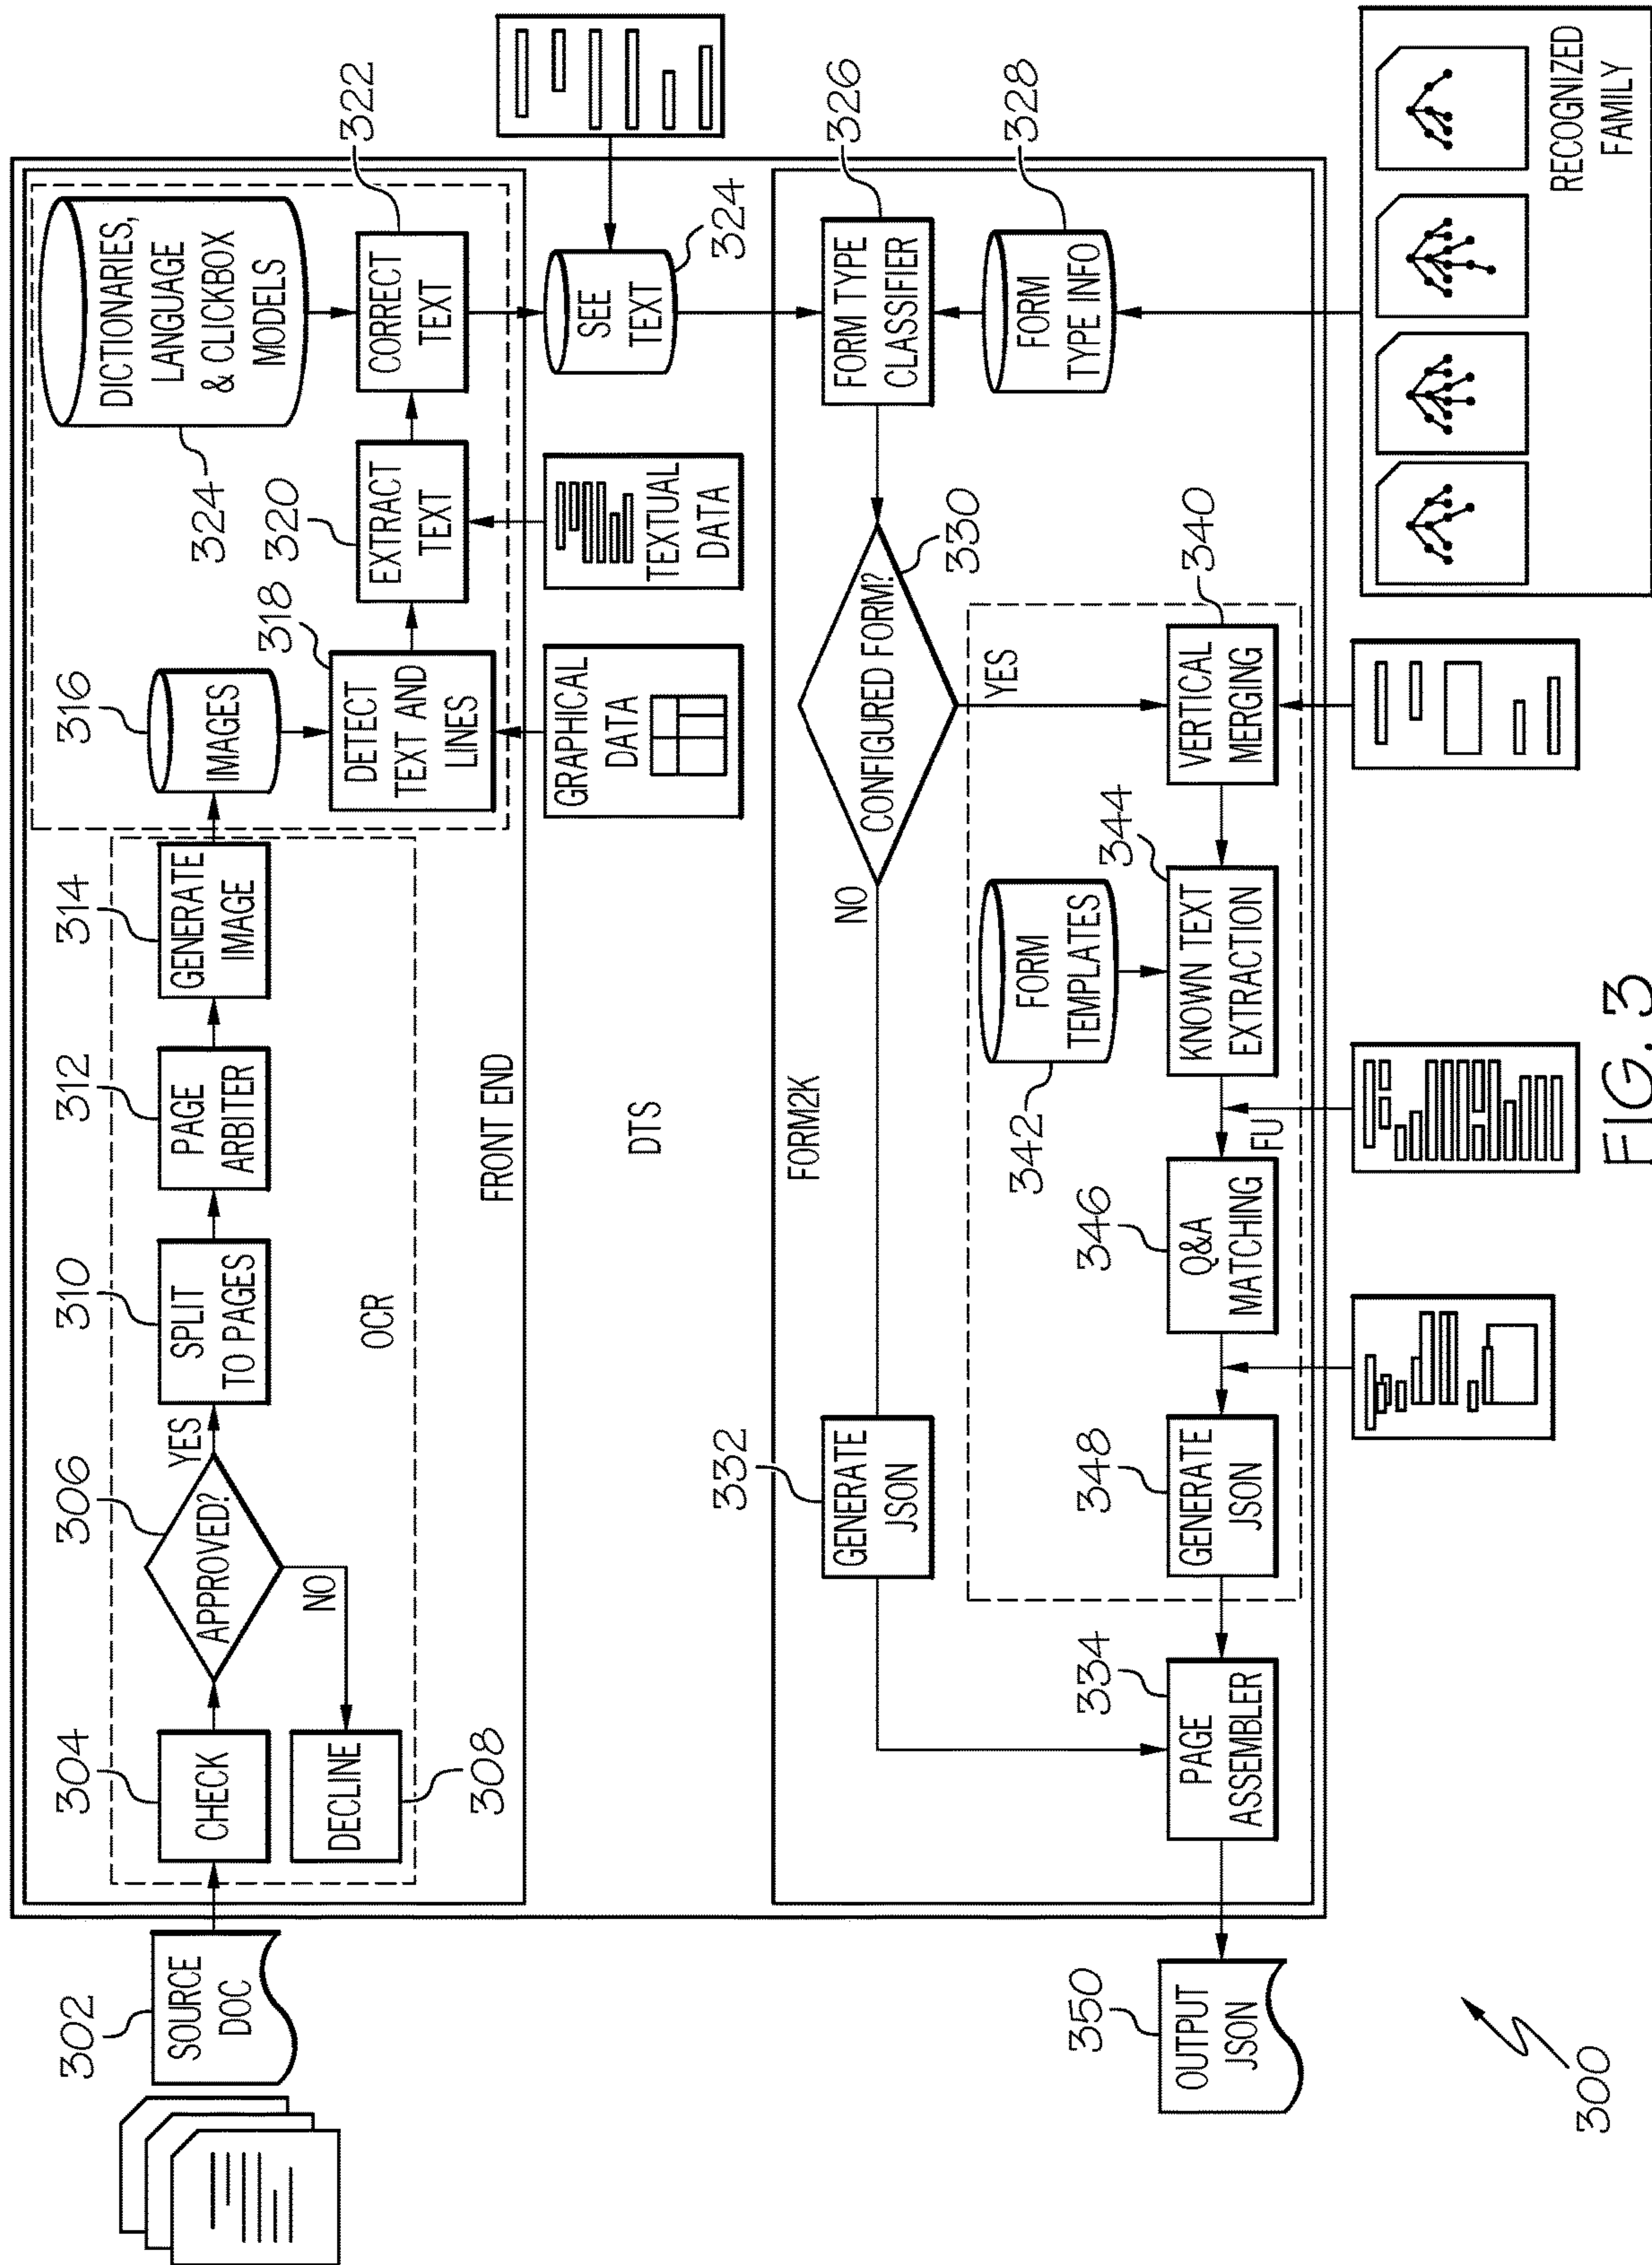 302
SOURCE
DOC
304
CHECK
306
APPROVED?
YES
NO
308
DECLINE
310
SPLIT
TO PAGES
312
PAGE
ARBITER
314
GENERATE
IMAGE
OCR
316
IMAGES
318
DETECT
TEXT AND
LINES
320
EXTRACT
TEXT
324
DICTIONARIES,
LANGUAGE
& CLICKBOX
MODELS
322
CORRECT
TEXT
FRONT END
GRAPHICAL
DATA
TEXTUAL
DATA
SEE
TEXT
324
DTS
FORM2K
326
FORM TYPE
CLASSIFIER
328
FORM
TYPE INFO
330
CONFIGURED FORM?
NO
YES
332
GENERATE
JSON
340
VERTICAL
MERGING
342
FORM
TEMPLATES
344
KNOWN TEXT
EXTRACTION
FU
346
Q&A
MATCHING
348
GENERATE
JSON
334
PAGE
ASSEMBLER
350
OUTPUT
JSON
RECOGNIZED
FAMILY
300
FIG. 3